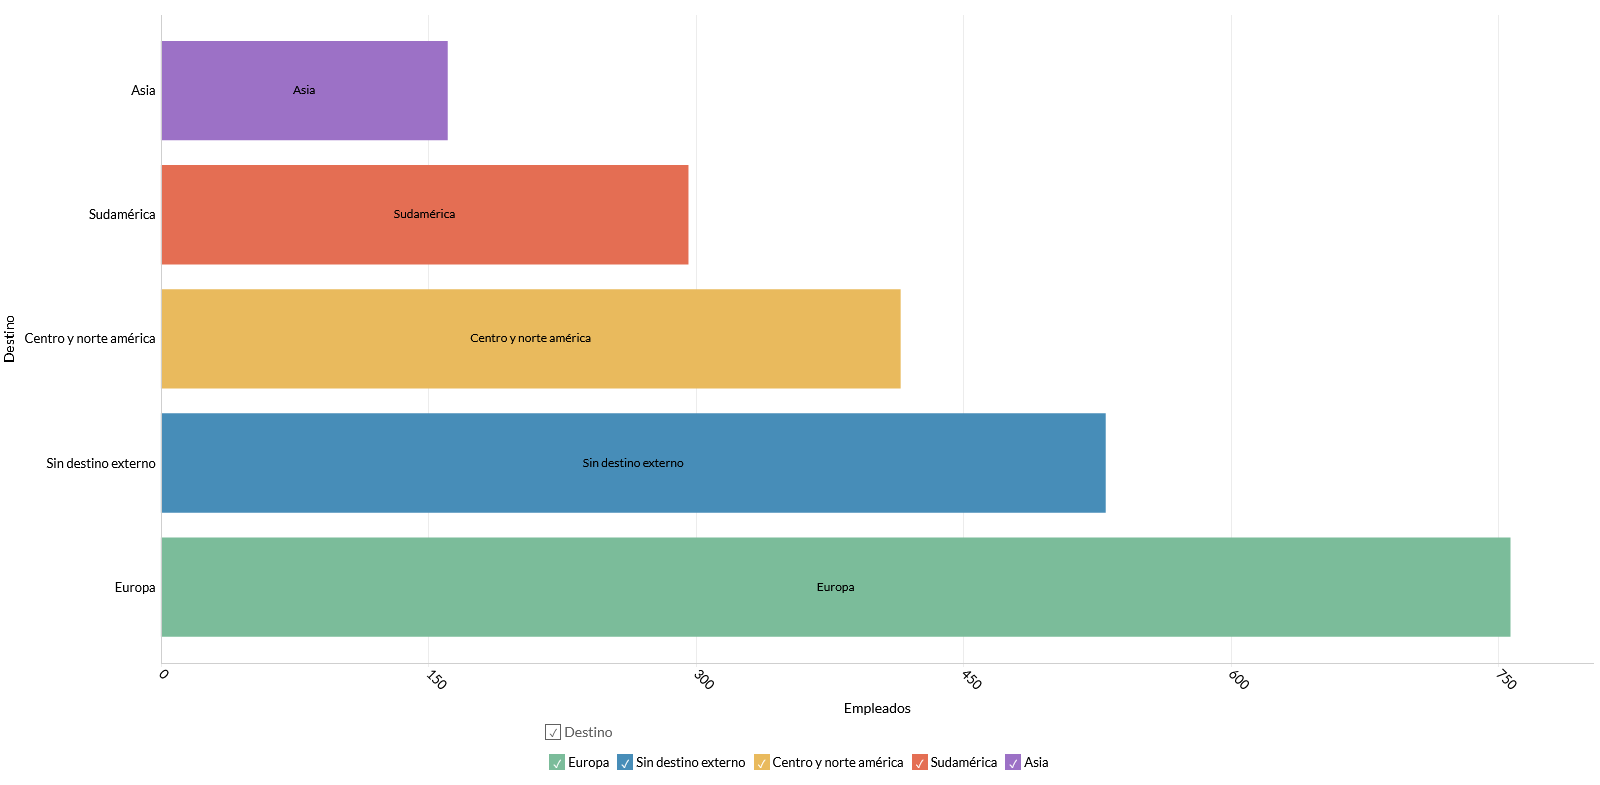 Asia
Asia
Sudamérica
Sudamérica
Destino
Centro y norte américa
Centro y norte américa
Sin destino externo
Sin destino externo
Europa
Europa
0
150
300
450
600
750
Empleados
Destino
Europa Sin destino externo Centro y norte américa Sudamérica Asia